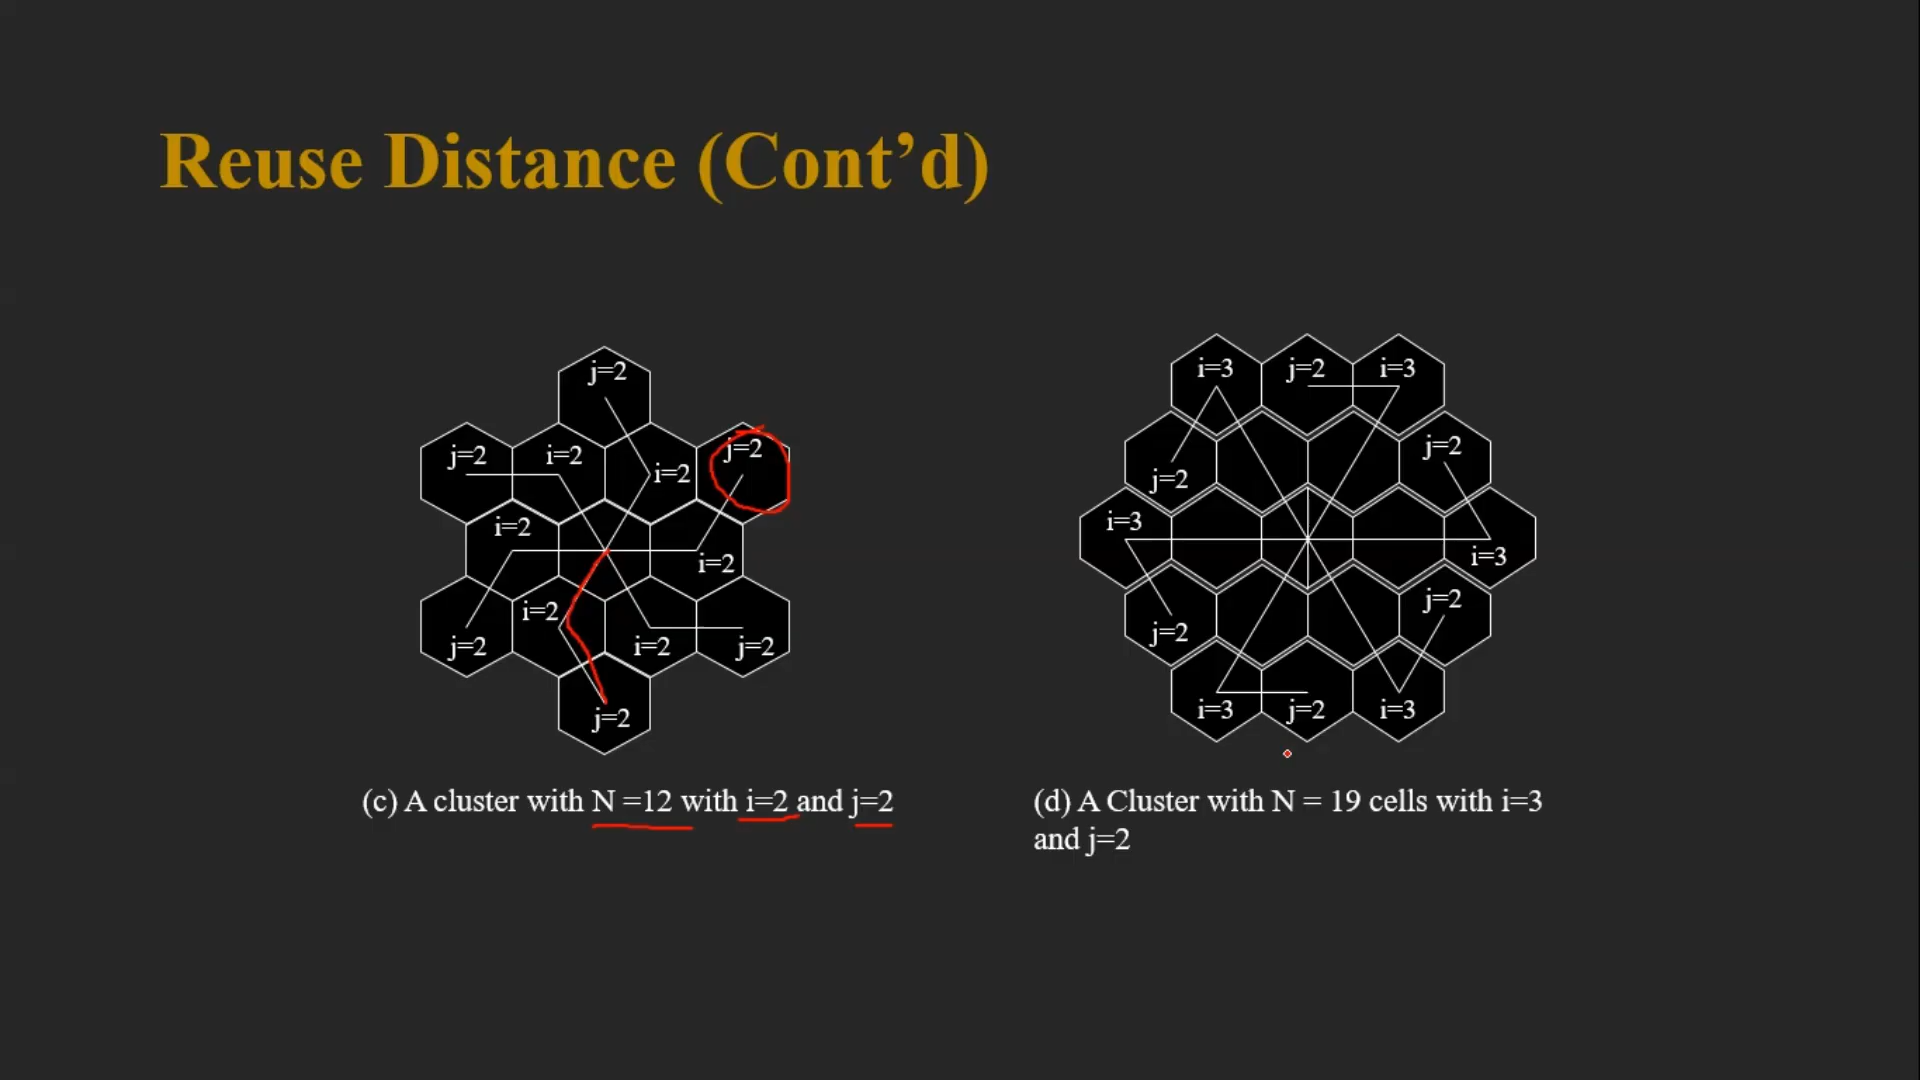 Reuse Distance (Cont’d)
j=2
j=2
i=2
i=2
j=2
i=2
i=2
i=2
j=2
i=2
j=2
j=2
(c) A cluster with N =12 with i=2 and j=2
i=3
j=2
i=3
j=2
j=2
i=3
i=3
j=2
j=2
i=3
j=2
i=3
(d) A Cluster with N = 19 cells with i=3
and j=2